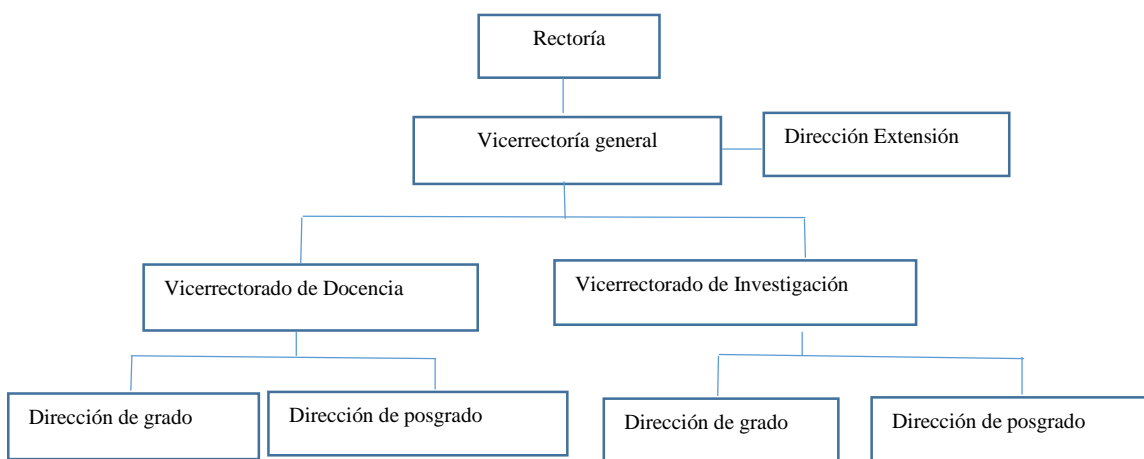 Rectoría
Vicerrectoría general
Dirección Extensión
Vicerrectorado de Docencia
Vicerrectorado de Investigación
Dirección de grado
Dirección de posgrado
Dirección de grado
Dirección de posgrado